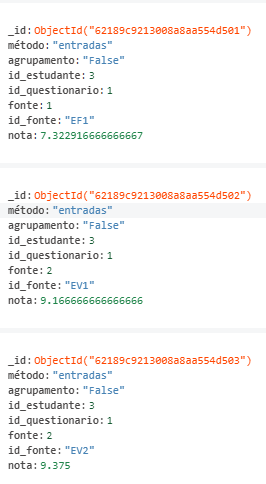 _id: ObjectId("62189c9213008a8aa554d501")
método: "entradas"
agrupamento: "False"
id_estudante: 3
id_questionario: 1
fonte: 1
id_fonte: "EF1"
nota: 7.322916666666667
_id: ObjectId("62189c9213008a8aa554d502")
método: "entradas"
agrupamento: "False"
id_estudante: 3
id_questionario: 1
fonte: 2
id_fonte: "EV1"
nota: 9.166666666666666
_id: ObjectId("62189c9213008a8aa554d503")
método: "entradas"
agrupamento: "False"
id_estudante: 3
id_questionario: 1
fonte: 2
id_fonte: "EV2"
nota: 9.375